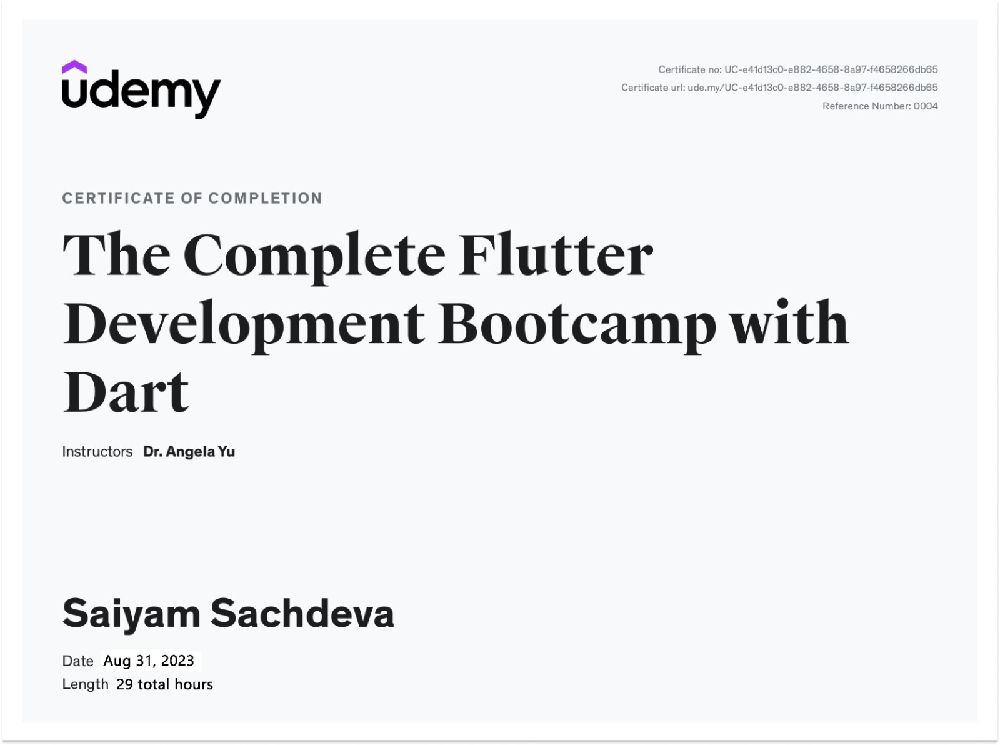 udemy
Certificate no: UC-e41d13c0-e882-4658-8a97-f4658266db65
Certificate url: ude.my/UC-e41d13c0-e882-4658-8a97-f4658266db65
Reference Number: 0004
CERTIFICATE OF COMPLETION
The Complete Flutter
Development Bootcamp with
Dart
Instructors Dr. Angela Yu
Saiyam Sachdeva
Date Aug 31, 2023
Length 29 total hours